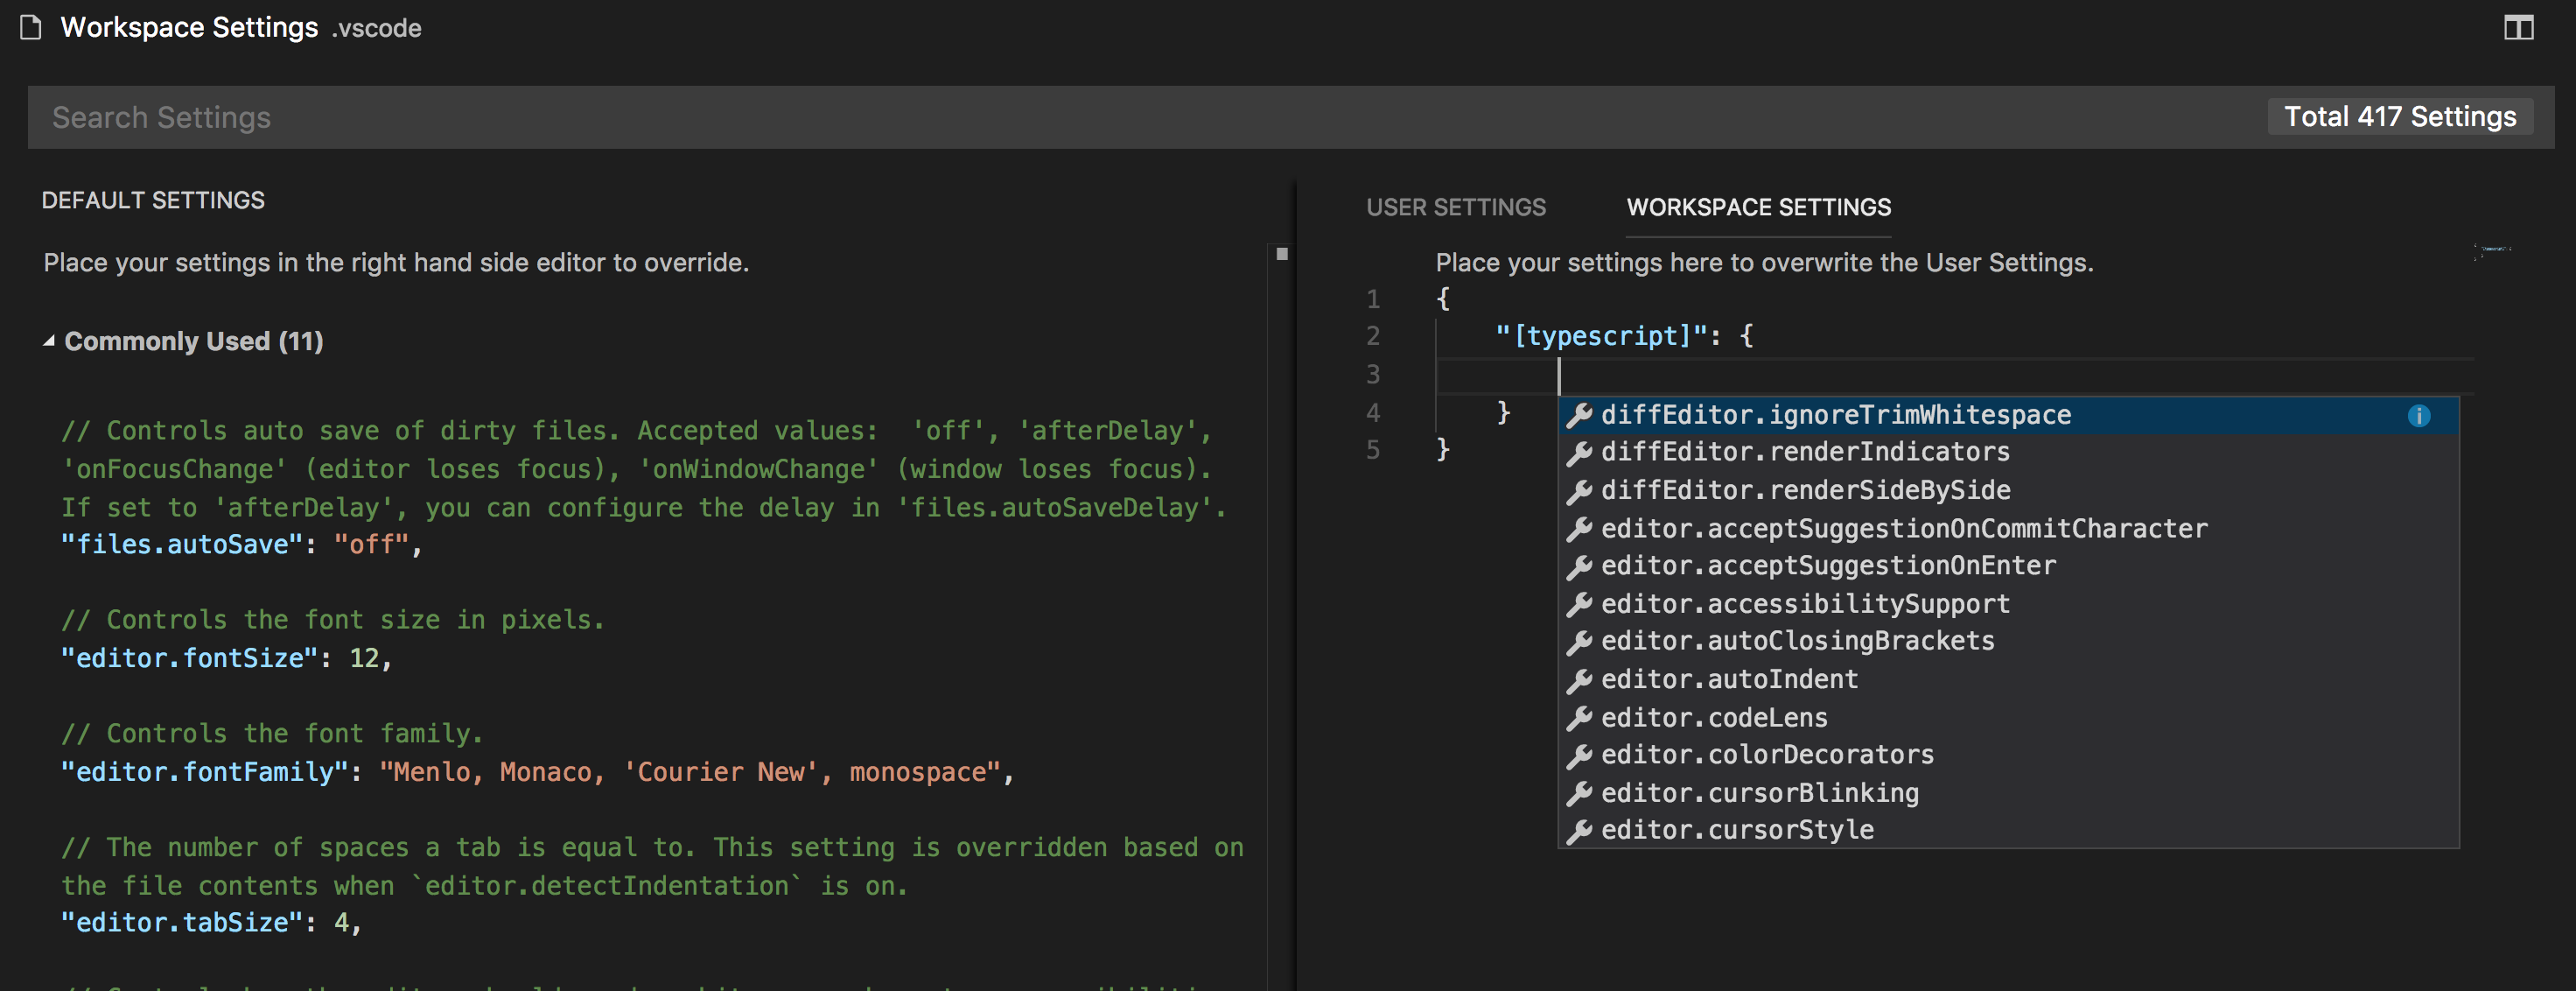 Workspace Settings .vscode
Search Settings
Total 417 Settings
DEFAULT SETTINGS
Place your settings in the right hand side editor to override.
Commonly Used (11)
// Controls auto save of dirty files. Accepted values:  'off', 'afterDelay',
'onFocusChange' (editor loses focus), 'onWindowChange' (window loses focus).
If set to 'afterDelay', you can configure the delay in 'files.autoSaveDelay'.
"files.autoSave": "off",
// Controls the font size in pixels.
"editor.fontSize": 12,
// Controls the font family.
"editor.fontFamily": "Menlo, Monaco, 'Courier New', monospace",
// The number of spaces a tab is equal to. This setting is overridden based on
the file contents when `editor.detectIndentation` is on.
"editor.tabSize": 4,
USER SETTINGS
WORKSPACE SETTINGS
Place your settings here to overwrite the User Settings.
1 {
2 "[typescript]": {
3
4 }
5 }
diffEditor.ignoreTrimWhitespace
diffEditor.renderIndicators
diffEditor.renderSideBySide
editor.acceptSuggestionOnCommitCharacter
editor.acceptSuggestionOnEnter
editor.accessibilitySupport
editor.autoClosingBrackets
editor.autoIndent
editor.codeLens
editor.colorDecorators
editor.cursorBlinking
editor.cursorStyle